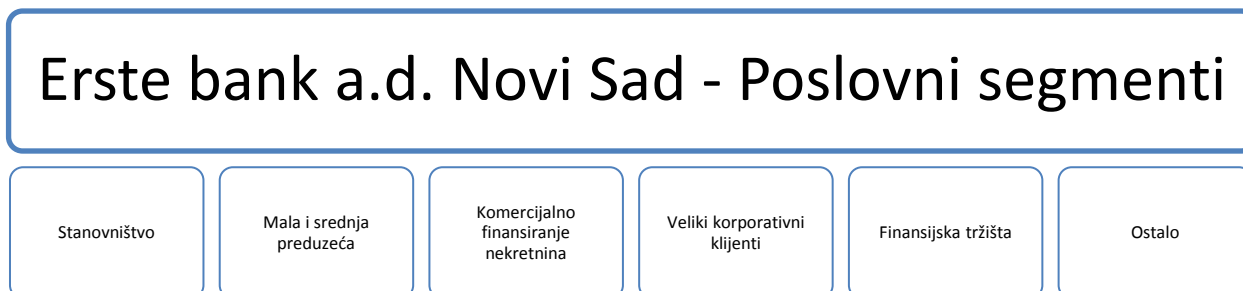 Erste bank a.d. Novi Sad - Poslovni segmenti
Stanovništvo
Mala i srednja
preduzeća
Komercijalno
finansiranje
nekretnina
Veliki korporativni
klijenti
Finansijska tržišta
Ostalo